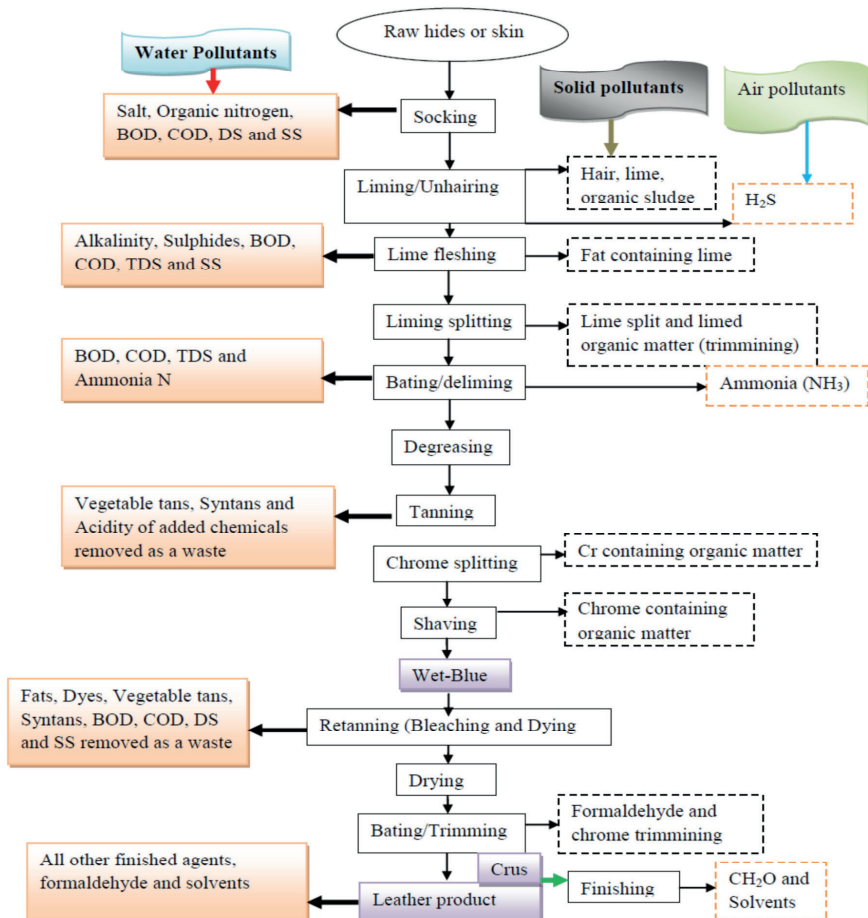 Raw hides or skin
Water Pollutants
Solid pollutants
Air pollutants
Salt, Organic nitrogen,
BOD, COD, DS and SS
Socking
Liming/Unhairing
Hair, lime,
organic sludge
H₂S
Alkalinity, Sulphides, BOD,
COD, TDS and SS
Lime fleshing
Fat containing lime
Liming splitting
Lime split and limed
organic matter (trimmining)
BOD, COD, TDS and
Ammonia N
Bating/deliming
Ammonia (NH₃)
Degreasing
Vegetable tans, Syntans and
Acidity of added chemicals
removed as a waste
Tanning
Chrome splitting
Cr containing organic matter
Shaving
Chrome containing
organic matter
Wet-Blue
Fats, Dyes, Vegetable tans,
Syntans, BOD, COD, DS
and SS removed as a waste
Retanning (Bleaching and Dying
Drying
Bating/Trimming
Formaldehyde and
chrome trimmining
All other finished agents,
formaldehyde and solvents
Crus
Leather product
Finishing
CH₂O and
Solvents